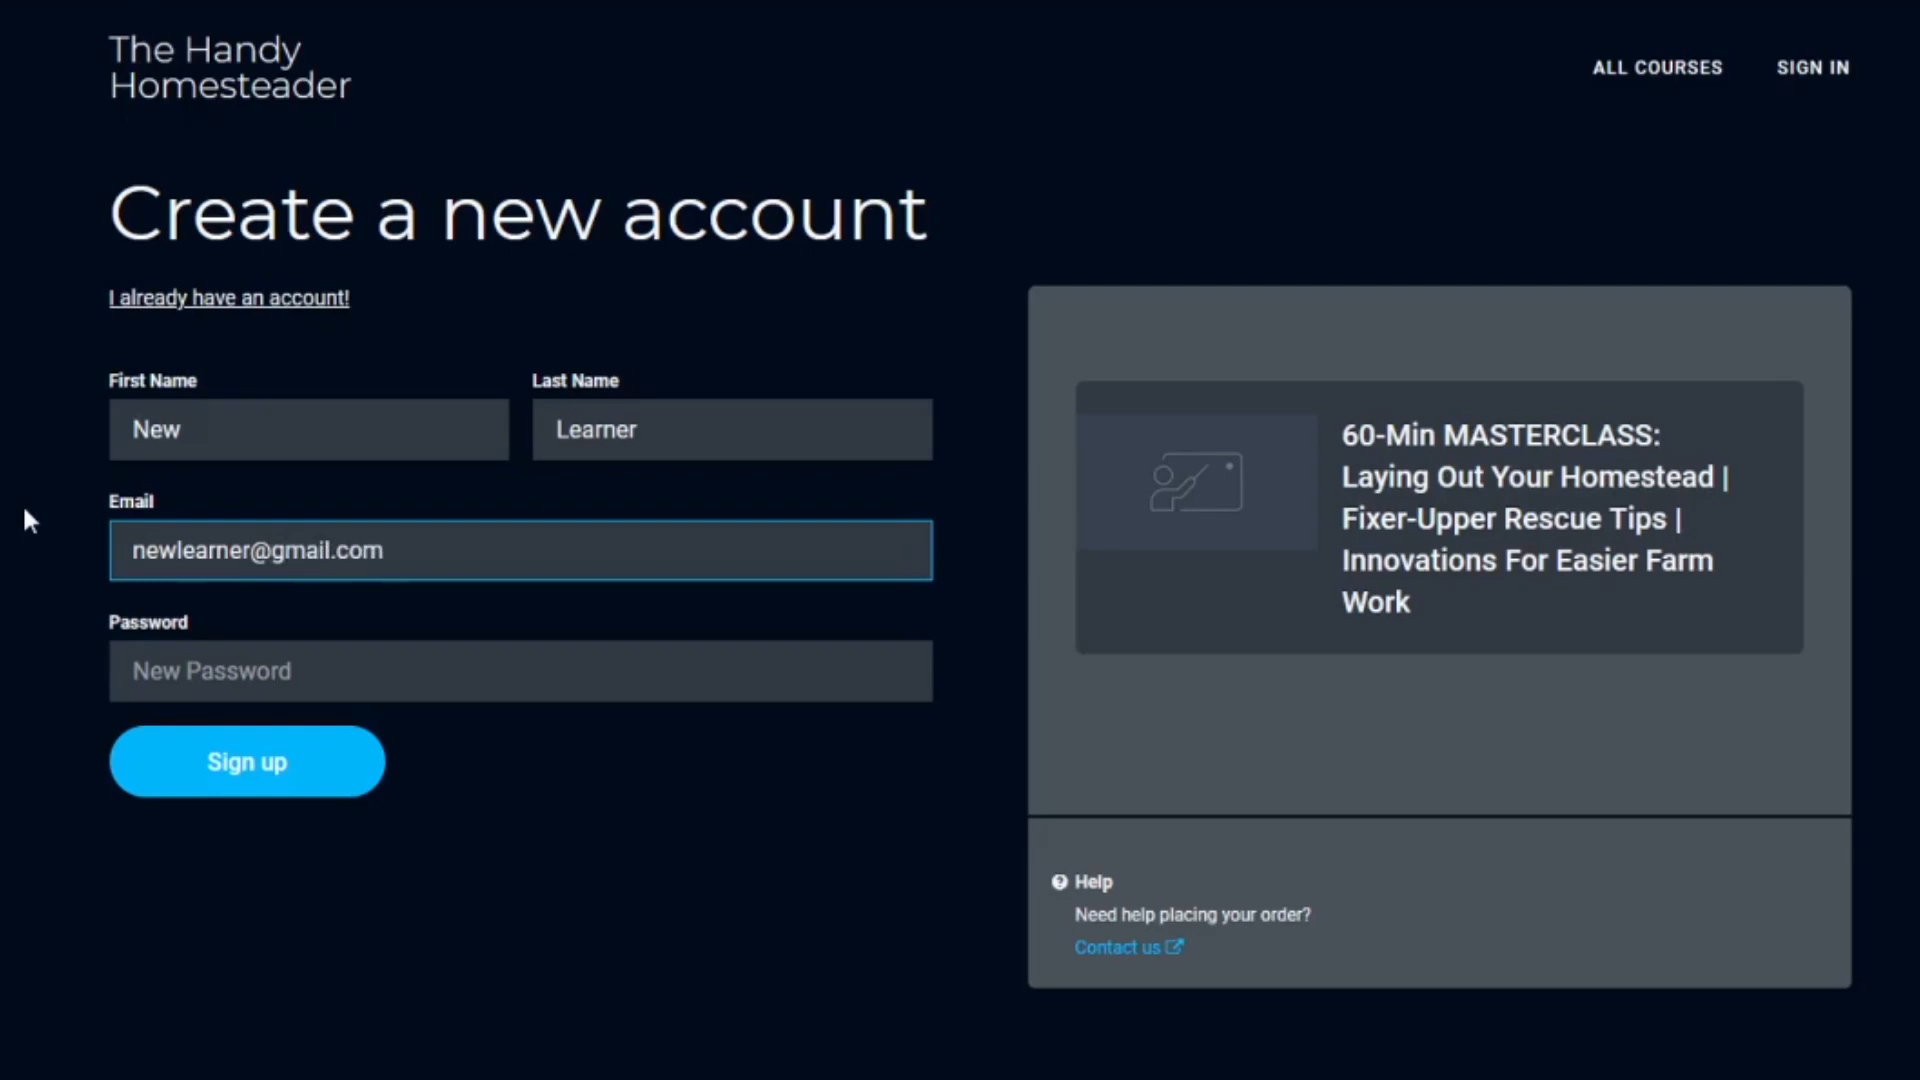 The Handy
Homesteader
ALL COURSES
SIGN IN
Create a new account
I already have an account!
First Name
Last Name
New
Learner
Email
newlearner@gmail.com
Password
New Password
Sign up
60-Min MASTERCLASS:
Laying Out Your Homestead |
Fixer-Upper Rescue Tips |
Innovations For Easier Farm
Work
Help
Need help placing your order?
Contact us